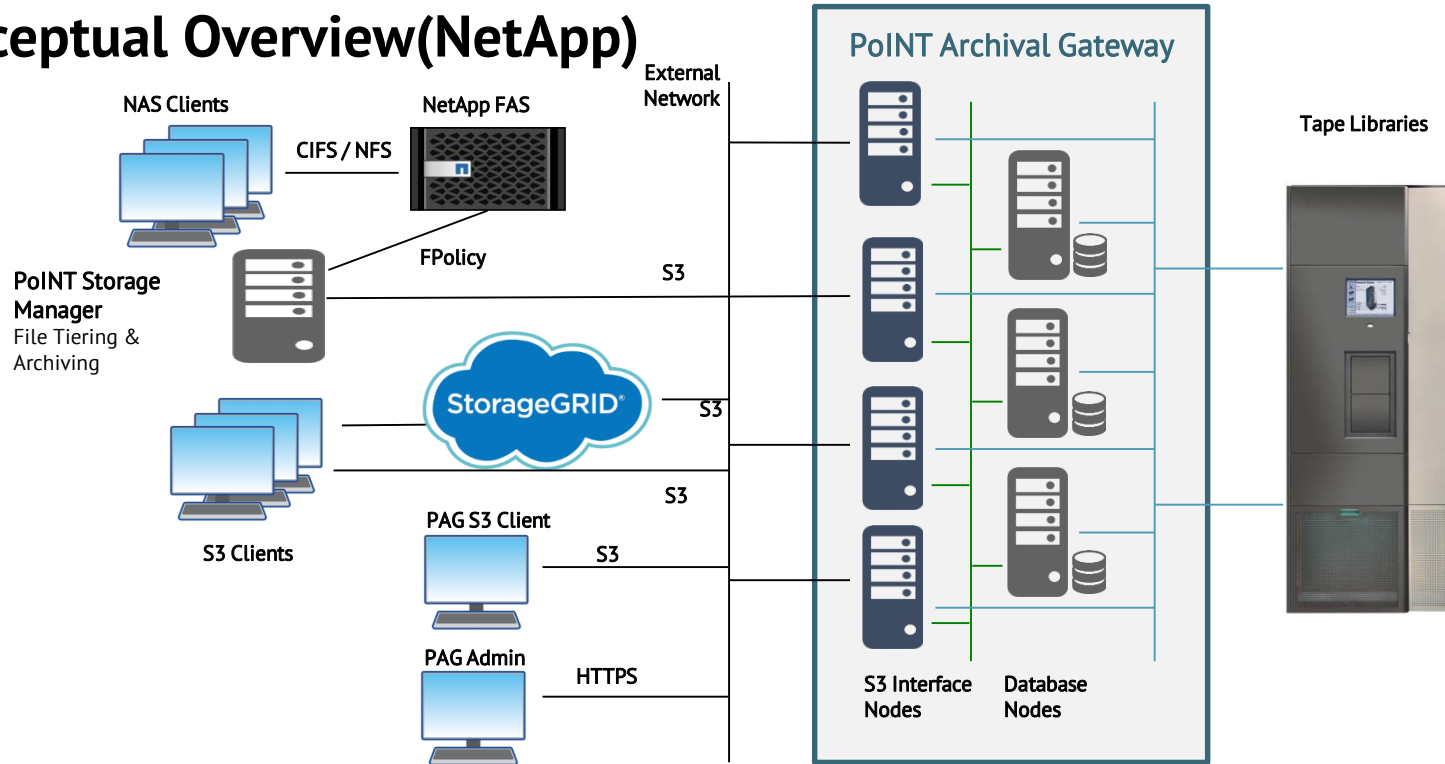 ceptual Overview(NetApp)
PoINT Archival Gateway
External
Network
NAS Clients
NetApp FAS
Tape Libraries
CIFS / NFS
FPolicy
S3
PoINT Storage
Manager
File Tiering &
Archiving
StorageGRID®
S3
S3
PAG S3 Client
S3 Clients
S3
PAG Admin
HTTPS
S3 Interface
Nodes
Database
Nodes